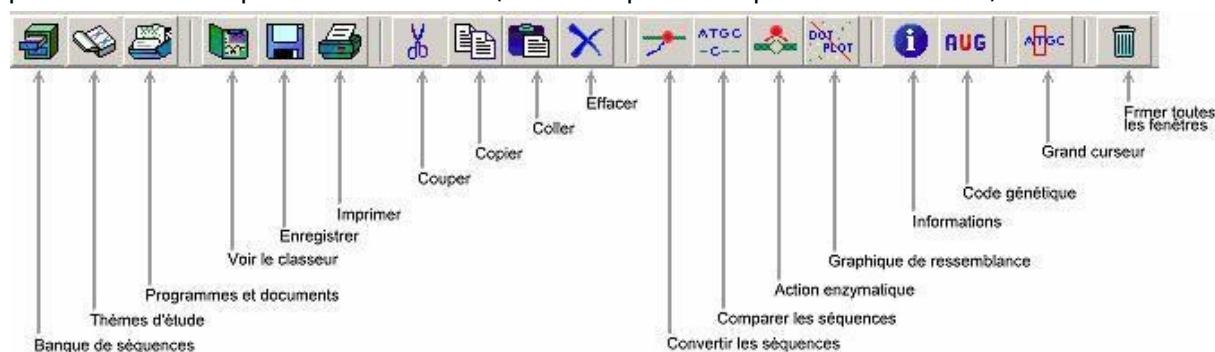 ATGC
-C--
DOT
PLOT
AUG
ATGC
Effacer
Coller
Copier
Couper
Imprimer
Enregistrer
Voir le classeur
Programmes et documents
Thèmes d'étude
Banque de séquences
Frmer toutes
les fenêtres
Grand curseur
Code génétique
Informations
Graphique de ressemblance
Action enzymatique
Comparer les séquences
Convertir les séquences